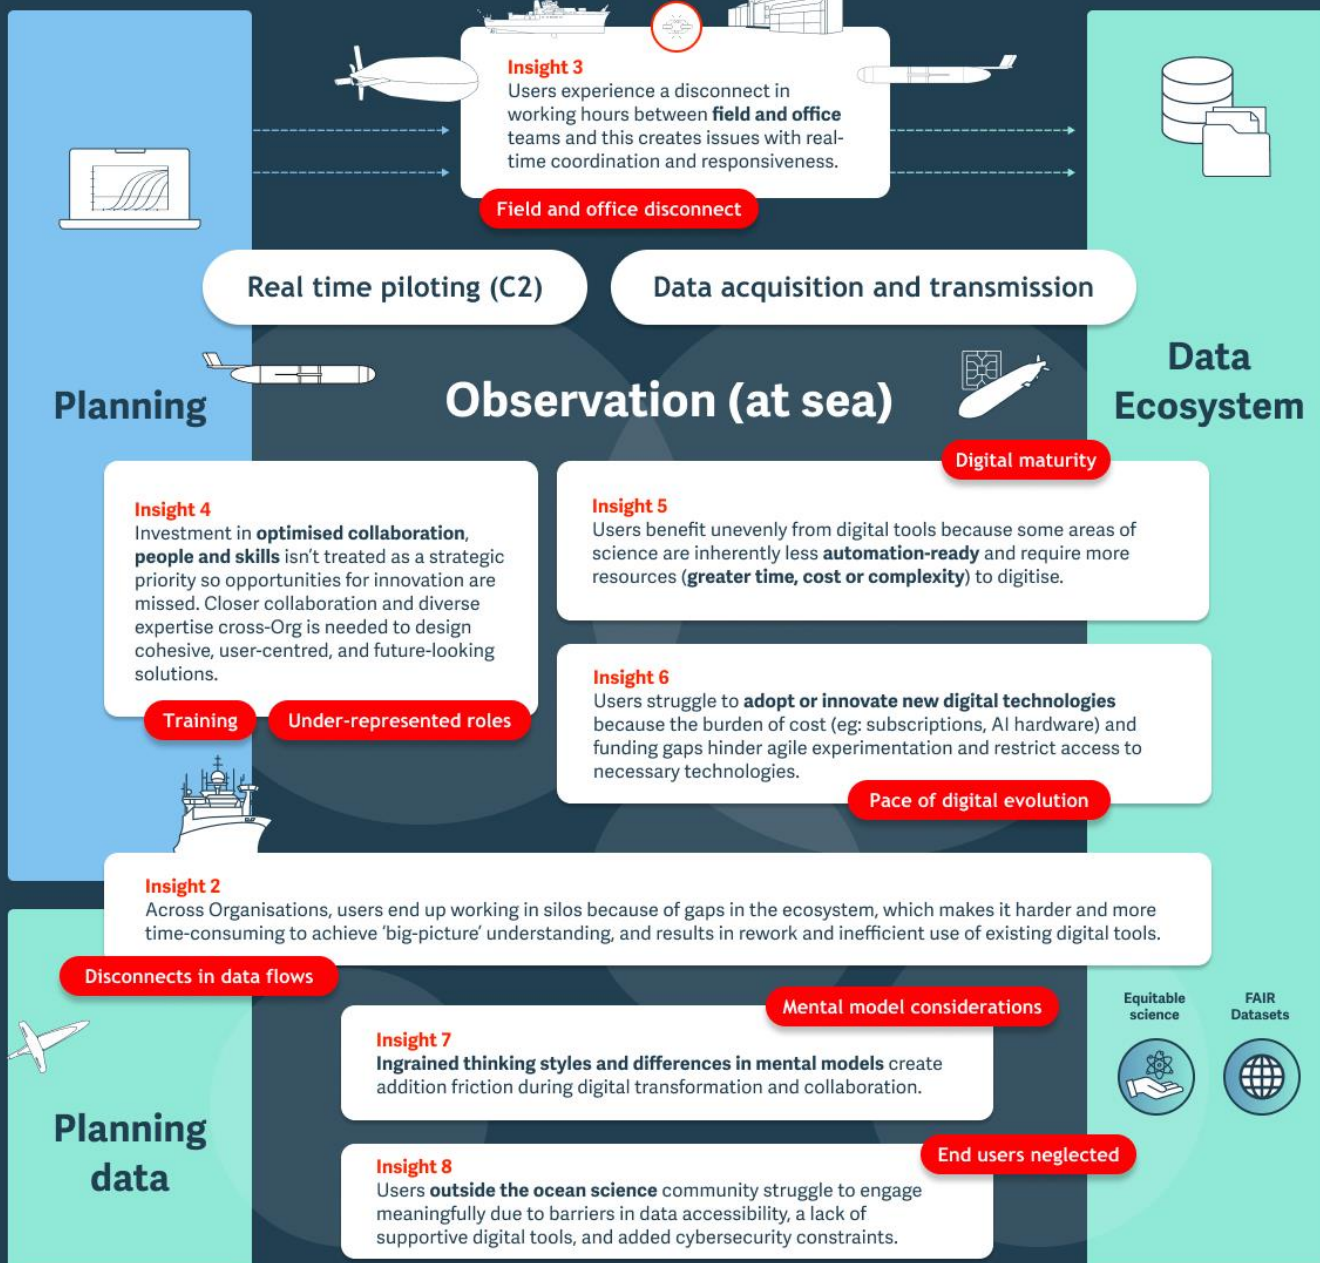 Insight 3
Users experience a disconnect in
working hours between field and office
teams and this creates issues with real-
time coordination and responsiveness.
Field and office disconnect
Real time piloting (C2)
Data acquisition and transmission
Planning
Observation (at sea)
Data
Ecosystem
Insight 4
Investment in optimised collaboration,
people and skills isn't treated as a strategic
priority so opportunities for innovation are
missed. Closer collaboration and diverse
expertise cross-Org is needed to design
cohesive, user-centred, and future-looking
solutions.
Training
Under-represented roles
Digital maturity
Insight 5
Users benefit unevenly from digital tools because some areas of
science are inherently less automation-ready and require more
resources (greater time, cost or complexity) to digitise.
Insight 6
Users struggle to adopt or innovate new digital technologies
because the burden of cost (eg: subscriptions, AI hardware) and
funding gaps hinder agile experimentation and restrict access to
necessary technologies.
Pace of digital evolution
Insight 2
Across Organisations, users end up working in silos because of gaps in the ecosystem, which makes it harder and more
time-consuming to achieve 'big-picture' understanding, and results in rework and inefficient use of existing digital tools.
Disconnects in data flows
Mental model considerations
Insight 7
Ingrained thinking styles and differences in mental models create
addition friction during digital transformation and collaboration.
Equitable
science
FAIR
Datasets
Planning
data
End users neglected
Insight 8
Users outside the ocean science community struggle to engage
meaningfully due to barriers in data accessibility, a lack of
supportive digital tools, and added cybersecurity constraints.